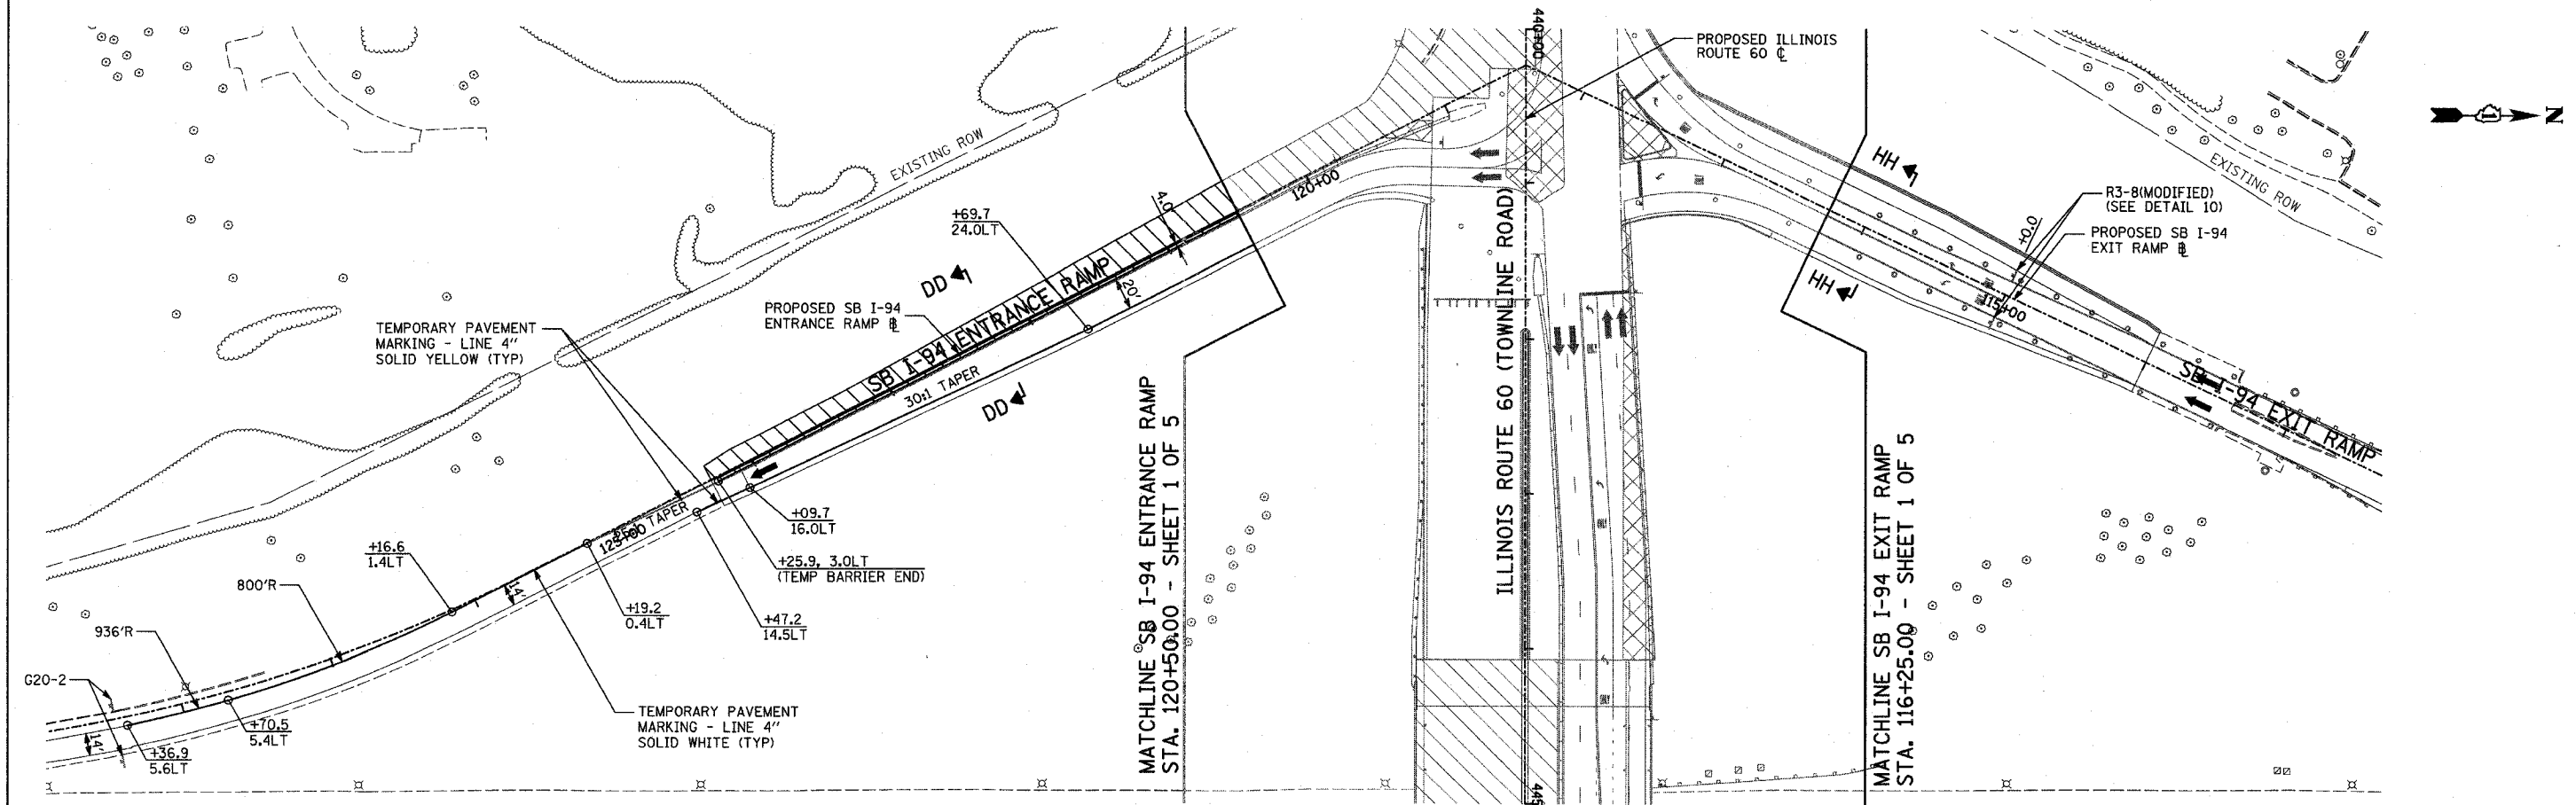 440+00
PROPOSED ILLINOIS
ROUTE 60 ℄
N
EXISTING ROW
EXISTING ROW
HH
HH
R3-8(MODIFIED)
(SEE DETAIL 10)
+0.0
PROPOSED SB I-94
EXIT RAMP ⅊
115+00
120+00
4.0'
+69.7
24.0LT
DD
DD
20'
SB I-94 ENTRANCE RAMP
30:1 TAPER
PROPOSED SB I-94
ENTRANCE RAMP ⅊
TEMPORARY PAVEMENT
MARKING - LINE 4"
SOLID YELLOW (TYP)
ILLINOIS ROUTE 60 (TOWNLINE ROAD)
SB I-94 EXIT RAMP
MATCHLINE SB I-94 ENTRANCE RAMP
STA. 120+50.00 - SHEET 1 OF 5
MATCHLINE SB I-94 EXIT RAMP
STA. 116+25.00 - SHEET 1 OF 5
+09.7
16.0LT
125+00
TAPER
+25.9, 3.0LT
(TEMP BARRIER END)
+16.6
1.4LT
800'R
+19.2
0.4LT
+47.2
14.5LT
14'
936'R
G20-2
+70.5
5.4LT
TEMPORARY PAVEMENT
MARKING - LINE 4"
SOLID WHITE (TYP)
14'
+36.9
5.6LT